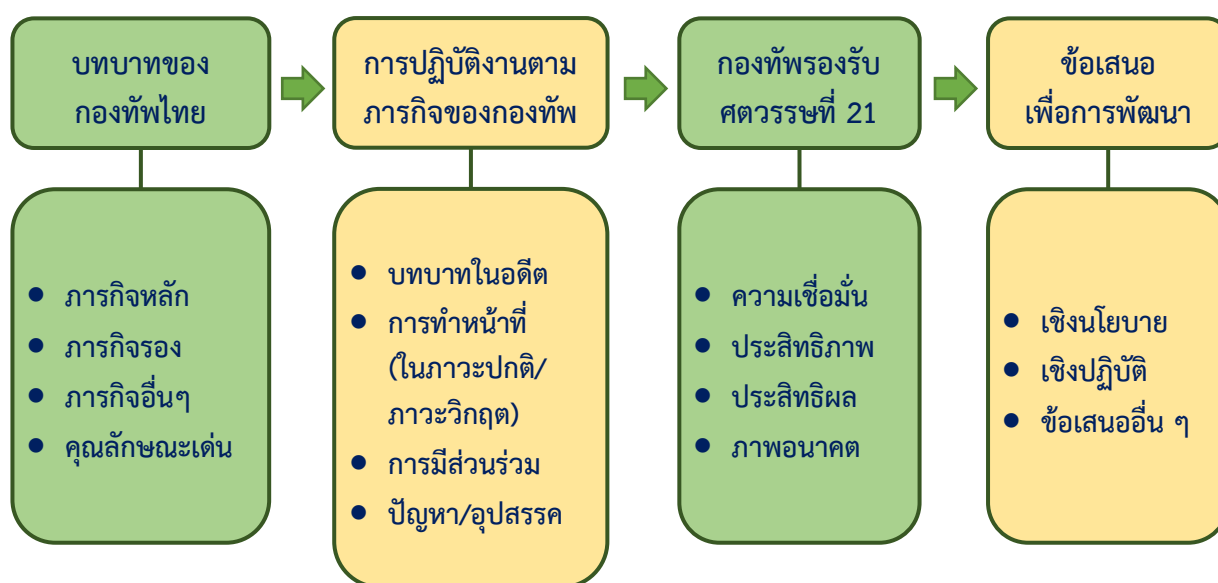 บทบาทของ
กองทัพไทย
การปฏิบัติงานตาม
ภารกิจของกองทัพ
กองทัพรองรับ
ศตวรรษที่ 21
ข้อเสนอ
เพื่อการพัฒนา
● ภารกิจหลัก
● ภารกิจรอง
● ภารกิจอื่นๆ
● คุณลักษณะเด่น
● บทบาทในอดีต
● การทำหน้าที่
(ในภาวะปกติ/
ภาวะวิกฤต)
● การมีส่วนร่วม
● ปัญหา/อุปสรรค
● ความเชื่อมั่น
● ประสิทธิภาพ
● ประสิทธิผล
● ภาพอนาคต
● เชิงนโยบาย
● เชิงปฏิบัติ
● ข้อเสนออื่น ๆ